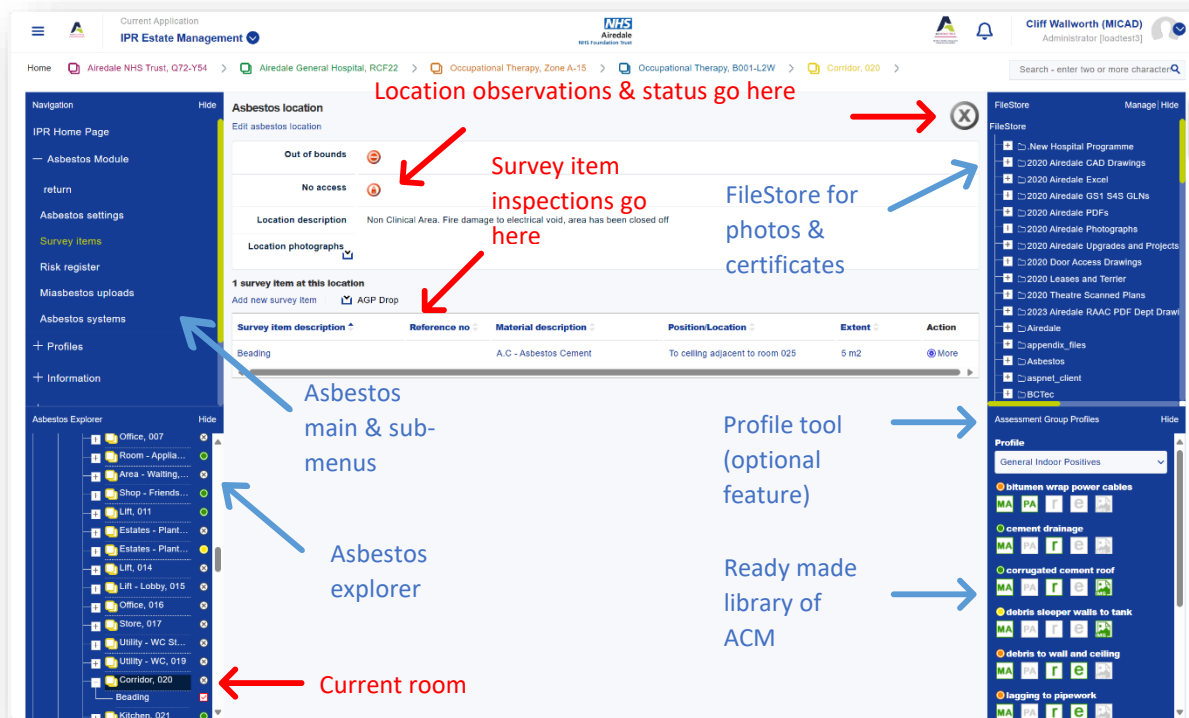 Current Application
IPR Estate Management
NHS
Airedale
NHS Foundation Trust
Cliff Wallworth (MICAD)
Administrator [loadtest3]
Home Airedale NHS Trust, Q72-Y54 > Airedale General Hospital, RCF22 > Occupational Therapy, Zone A-15 > Occupational Therapy, B001-L2W > Corridor, 020 >
Search - enter two or more character
Location observations & status go here
Navigation Hide
IPR Home Page
Asbestos Module
return
Asbestos settings
Survey items
Risk register
Miasbestos uploads
Asbestos systems
Profiles
Information
Asbestos location
Edit asbestos location
Out of bounds
No access
Location description Non Clinical Area. Fire damage to electrical void, area has been closed off
Location photographs
Survey item
inspections go
here
1 survey item at this location
Add new survey item AGP Drop
Survey item description Reference no Material description Position/Location Extent Action
Beading A.C - Asbestos Cement To ceiling adjacent to room 025 5 m2 More
FileStore for
photos &
certificates
FileStore Manage| Hide
FileStore
.New Hospital Programme
2020 Airedale CAD Drawings
2020 Airedale Excel
2020 Airedale GS1 S4S GLNs
2020 Airedale PDFs
2020 Airedale Photographs
2020 Airedale Upgrades and Projects
2020 Door Access Drawings
2020 Leases and Terrier
2020 Theatre Scanned Plans
2023 Airedale RAAC PDF Dept Drawi
Airedale
appendix_files
Asbestos
aspnet_client
BCTec
Asbestos
main & sub-
menus
Asbestos Explorer Hide
Office, 007
Room - Applia...
Area - Waiting,...
Shop - Friends...
Lift, 011
Estates - Plant...
Estates - Plant...
Lift, 014
Lift - Lobby, 015
Office, 016
Store, 017
Utility - WC St...
Utility - WC, 019
Corridor, 020
Beading
Kitchen, 021
Asbestos
explorer
Current room
Profile tool
(optional
feature)
Ready made
library of
ACM
Assessment Group Profiles Hide
Profile
General Indoor Positives
bitumen wrap power cables
MA PA r e
cement drainage
MA PA r e
corrugated cement roof
MA PA r e
debris sleeper walls to tank
MA PA r e
debris to wall and ceiling
MA PA r e
lagging to pipework
MA PA r e